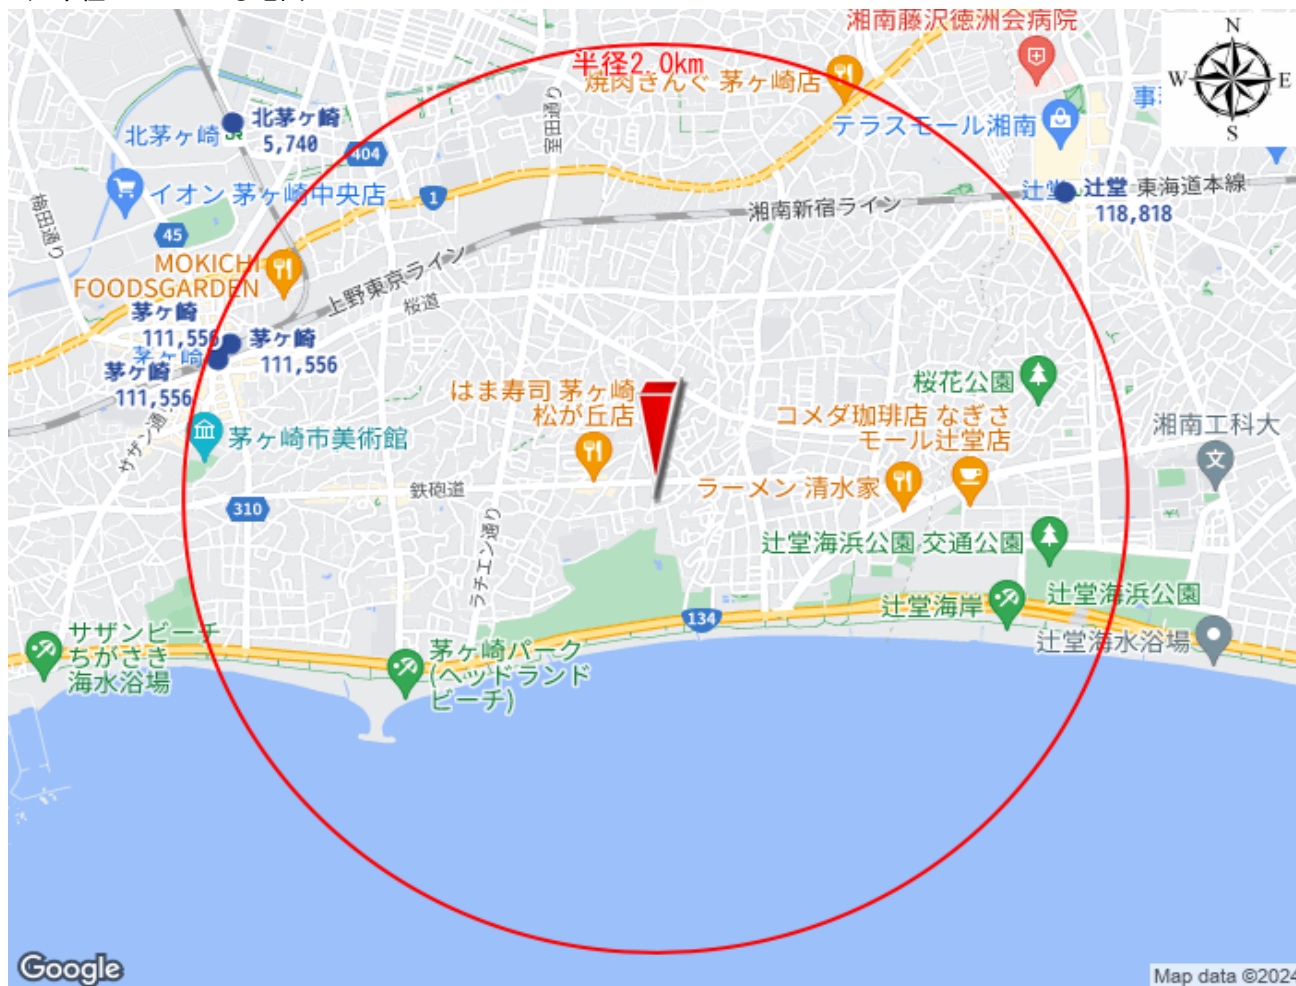 湘南藤沢徳洲会病院
N
W
E
S
半径2.0km
焼肉きんぐ 茅ヶ崎店
宝田通り
北茅ヶ崎
北茅ヶ崎
5,740
テラスモール湘南
404
1
イオン 茅ヶ崎中央店
辻堂
辻堂
東海道本線
118,818
湘南新宿ライン
45
MOKICHI
FOODSGARDEN
上野東京ライン
桜道
茅ヶ崎
111,556
茅ヶ崎
111,556
茅ヶ崎
茅ヶ崎
111,556
サザン通り
はま寿司 茅ヶ崎
松が丘店
桜花公園
コメダ珈琲店 なぎさ
モール辻堂店
湘南工科大
茅ヶ崎市美術館
鉄砲道
ラーメン 清水家
310
ラチエン通り
辻堂海浜公園 交通公園
134
辻堂海岸
辻堂海浜公園
辻堂海水浴場
サザンビーチ
ちがさき
海水浴場
茅ヶ崎パーク
(ヘッドランド
ビーチ)
Google
Map data ©2024